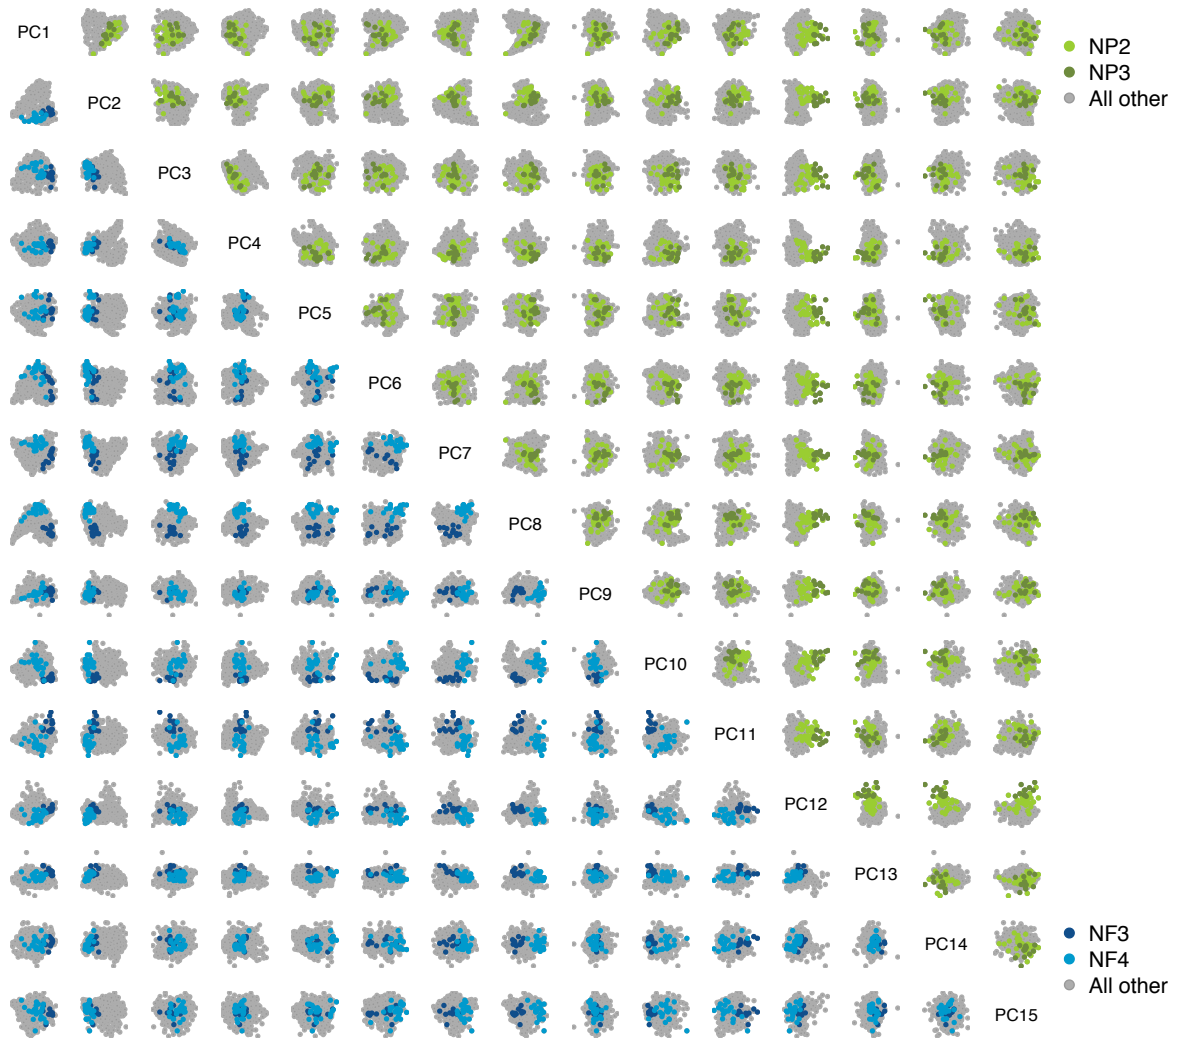 PC1
NP2
NP3
All other
PC2
PC3
PC4
PC5
PC6
PC7
PC8
PC9
PC10
PC11
PC12
PC13
PC14
NF3
NF4
All other
PC15